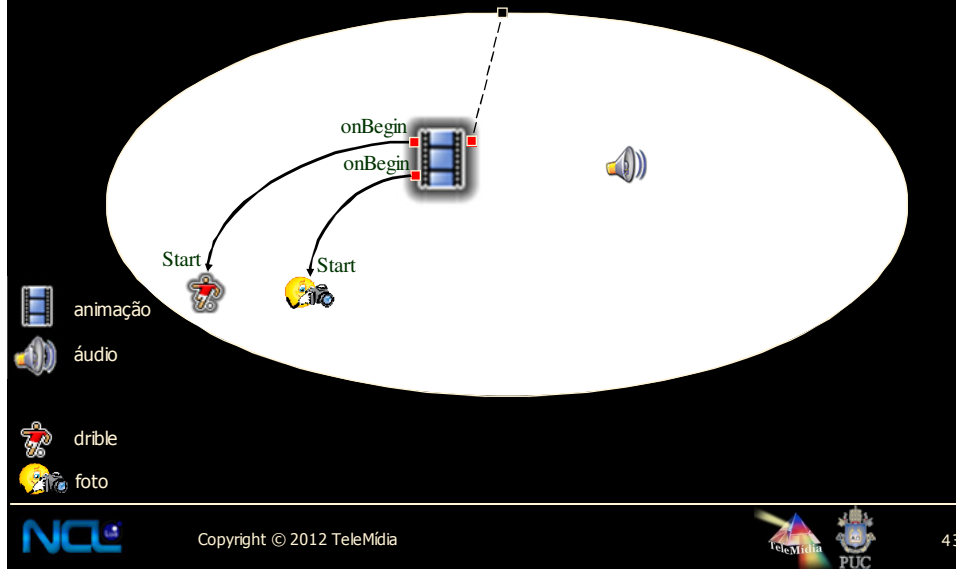 onBegin
onBegin
Start
Start
animação
áudio
drible
foto
NCL
Copyright © 2012 TeleMídia
TeleMídia
PUC
43